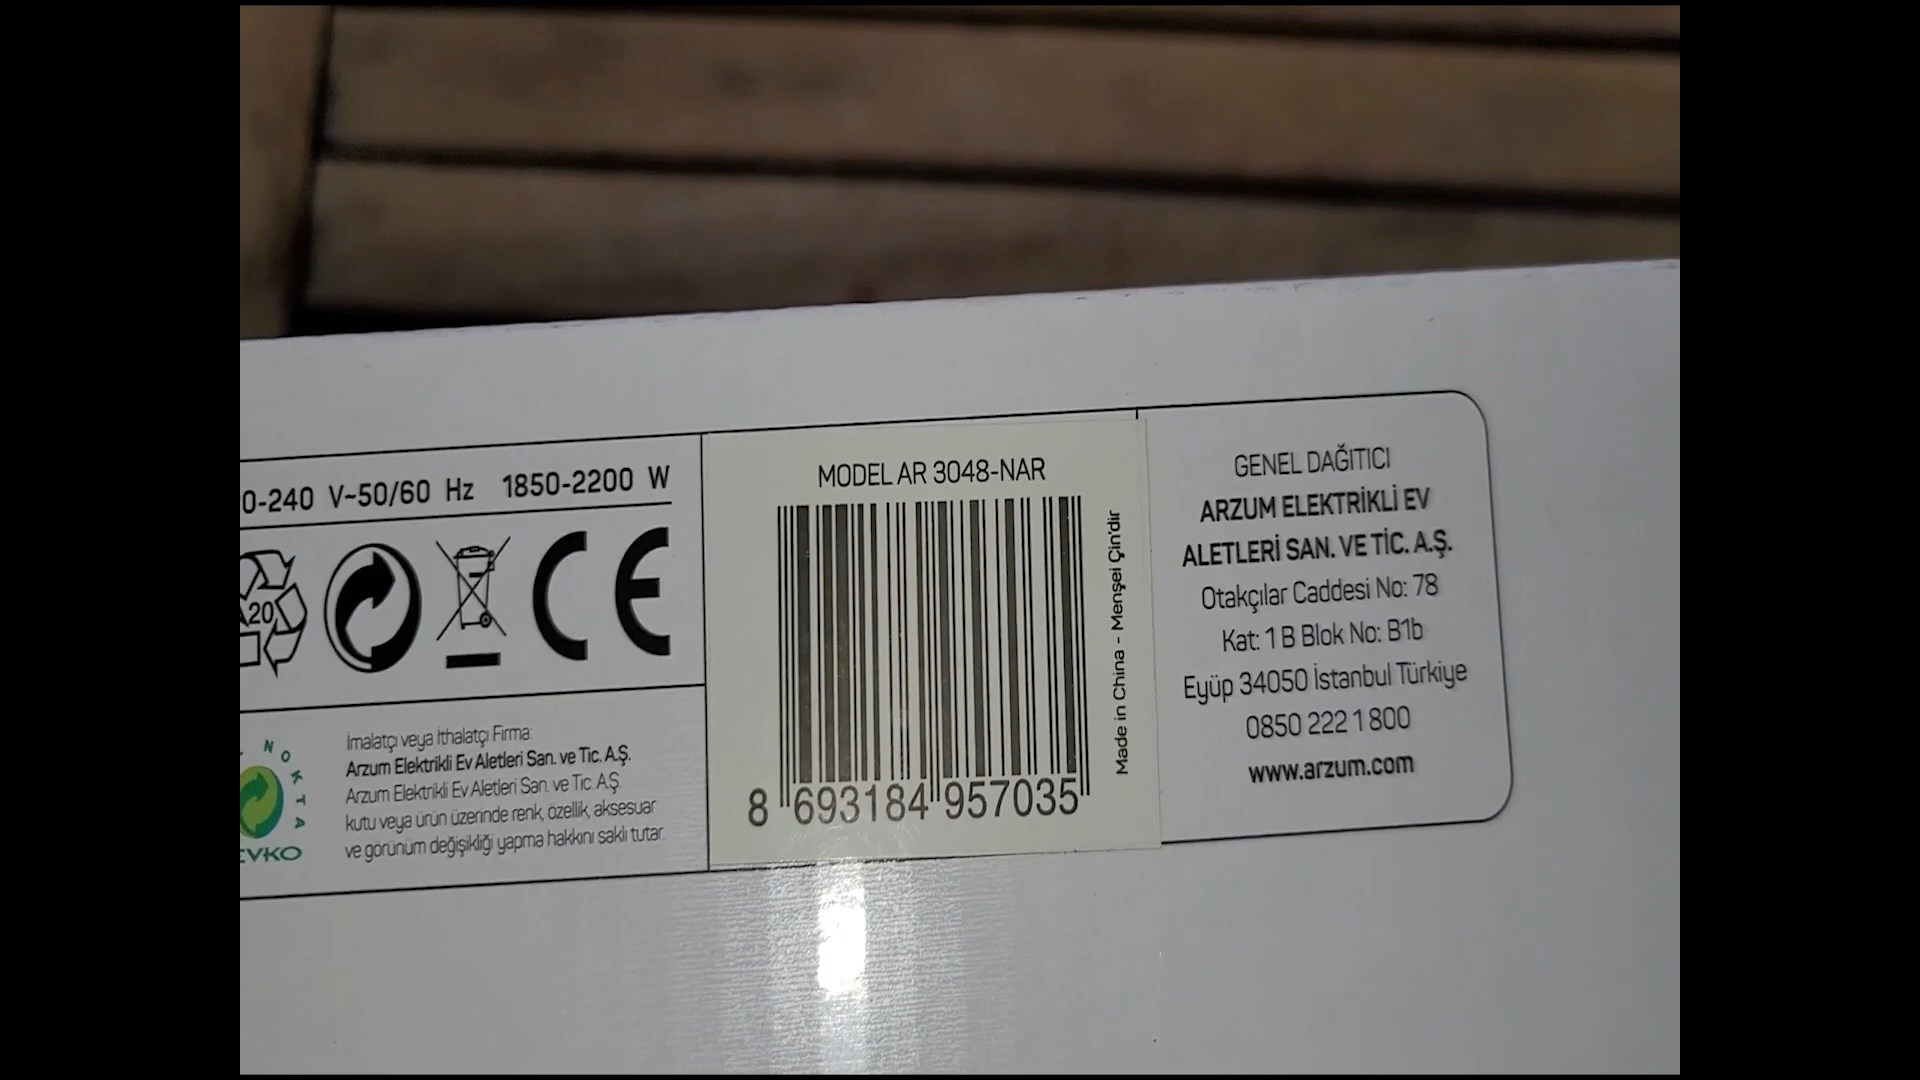 0-240 V~50/60 Hz 1850-2200 W
20
CE
NOKTA
EVKO
İmalatçı veya İthalatçı Firma:
Arzum Elektrikli Ev Aletleri San. ve Tic. A.Ş.
Arzum Elektrikli Ev Aletleri San. ve Tic. A.Ş.
kutu veya ürün üzerinde renk, özellik, aksesuar
ve görünüm değişikliği yapma hakkını saklı tutar.
MODEL AR 3048-NAR
8 693184 957035
Made in China - Menşei Çin'dir
GENEL DAĞITICI
ARZUM ELEKTRİKLİ EV
ALETLERİ SAN. VE TİC. A.Ş.
Otakçılar Caddesi No: 78
Kat: 1 B Blok No: B1b
Eyüp 34050 İstanbul Türkiye
0850 222 1 800
www.arzum.com